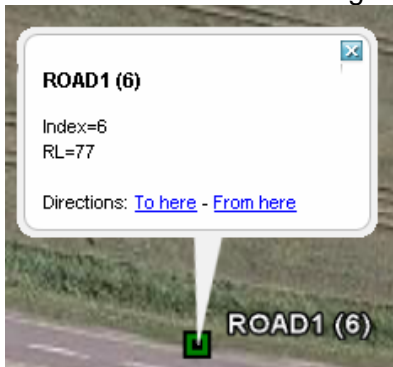 ROAD1 (6)
Index=6
RL=77
Directions: To here - From here
ROAD1 (6)